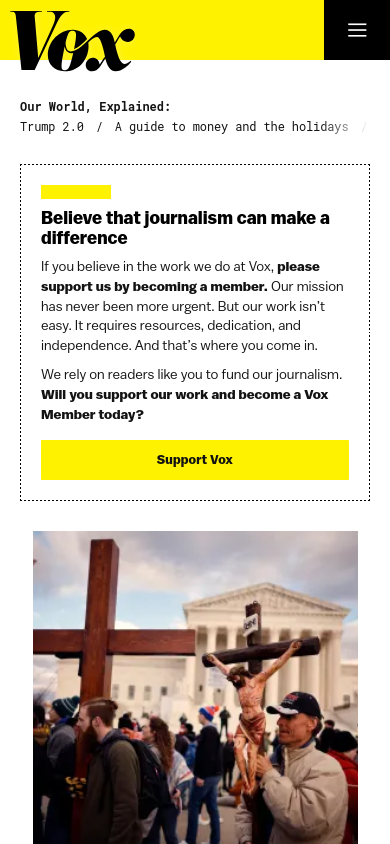 Vox
Our World, Explained:
Trump 2.0 / A guide to money and the holidays /
Believe that journalism can make a
difference
If you believe in the work we do at Vox, please
support us by becoming a member. Our mission
has never been more urgent. But our work isn't
easy. It requires resources, dedication, and
independence. And that's where you come in.
We rely on readers like you to fund our journalism.
Will you support our work and become a Vox
Member today?
Support Vox